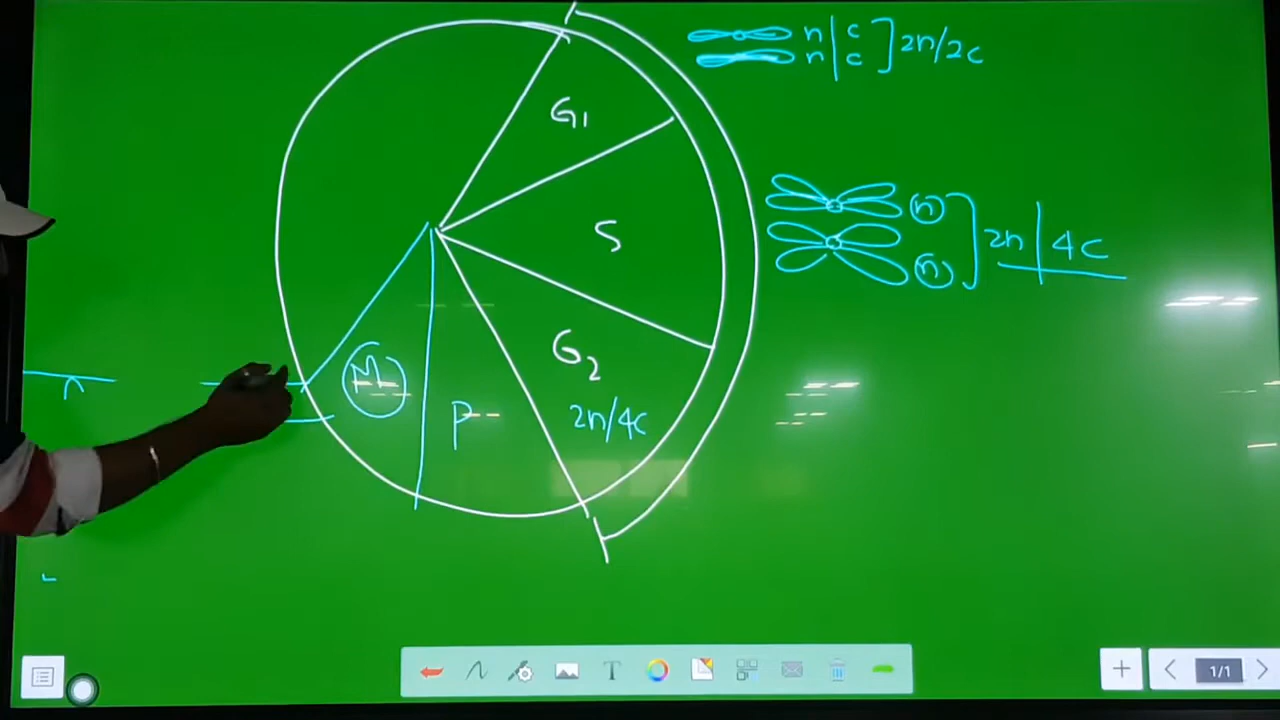 n | c
n | c ] 2n/2c
G1
S
n
n ] 2n | 4c
G2
2n/4c
M
P
T
1/1